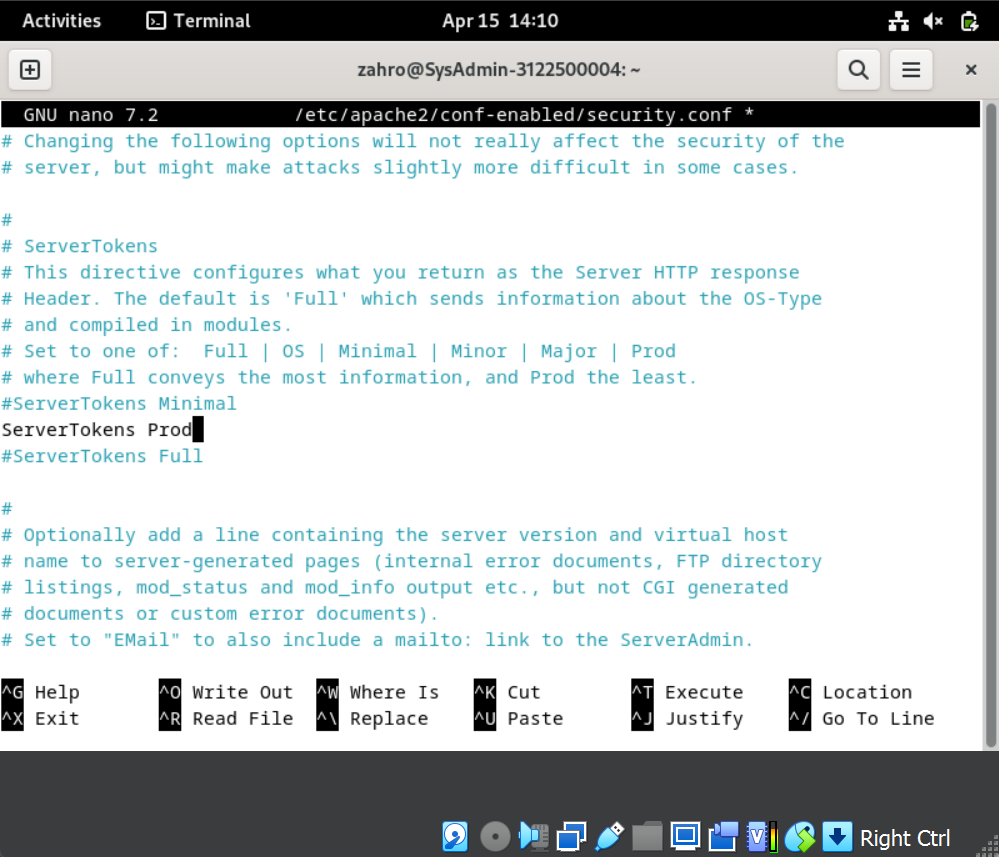 Activities Terminal Apr 15 14:10
zahro@SysAdmin-3122500004: ~
GNU nano 7.2 /etc/apache2/conf-enabled/security.conf *
# Changing the following options will not really affect the security of the
# server, but might make attacks slightly more difficult in some cases.
#
# ServerTokens
# This directive configures what you return as the Server HTTP response
# Header. The default is 'Full' which sends information about the OS-Type
# and compiled in modules.
# Set to one of:  Full | OS | Minimal | Minor | Major | Prod
# where Full conveys the most information, and Prod the least.
#ServerTokens Minimal
ServerTokens Prod
#ServerTokens Full
#
# Optionally add a line containing the server version and virtual host
# name to server-generated pages (internal error documents, FTP directory
# listings, mod_status and mod_info output etc., but not CGI generated
# documents or custom error documents).
# Set to "EMail" to also include a mailto: link to the ServerAdmin.
^G Help ^O Write Out ^W Where Is ^K Cut ^T Execute ^C Location
^X Exit ^R Read File ^\ Replace ^U Paste ^J Justify ^/ Go To Line
V Right Ctrl